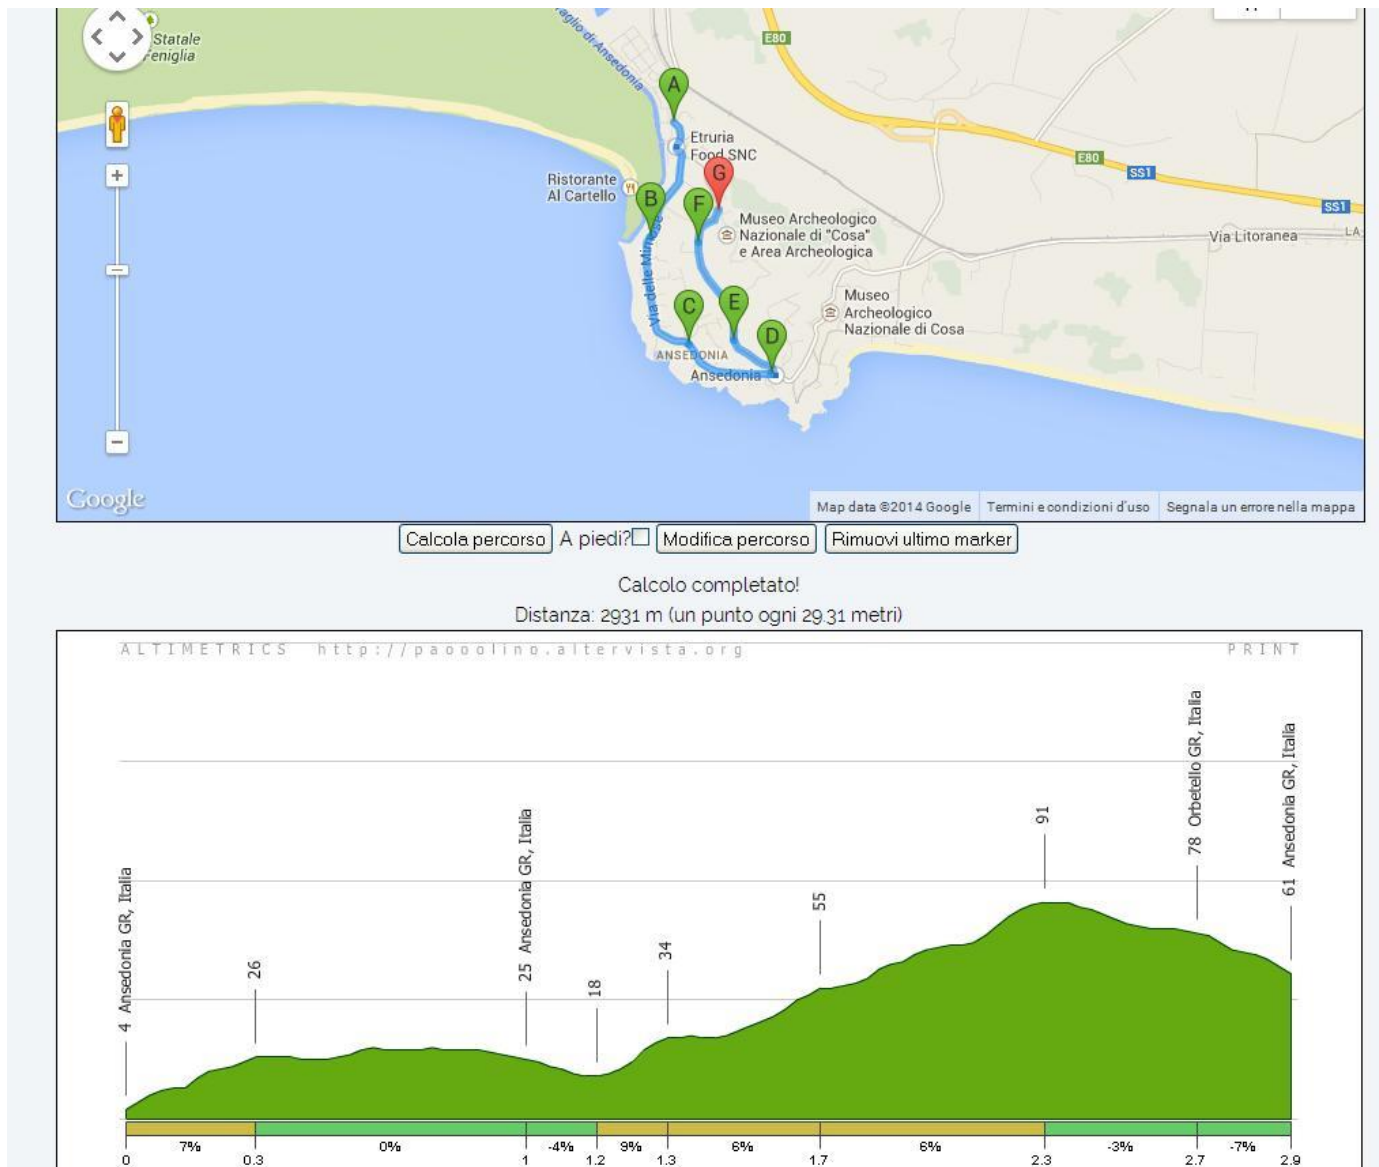 Statale
Feniglia
Ansedonia
E80
A
Etruria
Food SNC
G
E80
SS1
Ristorante
Al Cartello
B
F
SS1
Museo Archeologico
Nazionale di "Cosa"
e Area Archeologica
Via Litoranea
LA
Via delle Mimose
C
E
D
Museo
Archeologico
Nazionale di Cosa
ANSEDONIA
Ansedonia
Google
Map data ©2014 Google
Termini e condizioni d'uso
Segnala un errore nella mappa
Calcola percorso
A piedi?
Modifica percorso
Rimuovi ultimo marker
Calcolo completato!
Distanza: 2931 m (un punto ogni 29.31 metri)
ALTIMETRICS http://paooolino.altervista.org
PRINT
4 Ansedonia GR, Italia
26
25 Ansedonia GR, Italia
18
34
55
91
78 Orbetello GR, Italia
61 Ansedonia GR, Italia
7% 0% -4% 9% 6% 6% -3% -7%
0 0.3 1 1.2 1.3 1.7 2.3 2.7 2.9